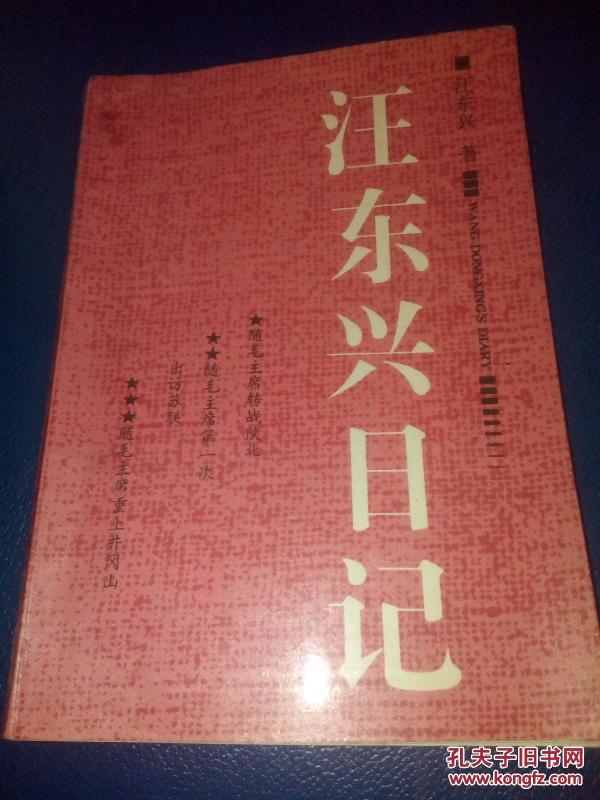 汪东兴 著
WANG DONGXING'S DIARY
汪东兴日记
★随毛主席转战陕北
★★随毛主席第一次
出访苏联
★★★随毛主席重上井冈山
孔夫子旧书网
www.kongfz.com